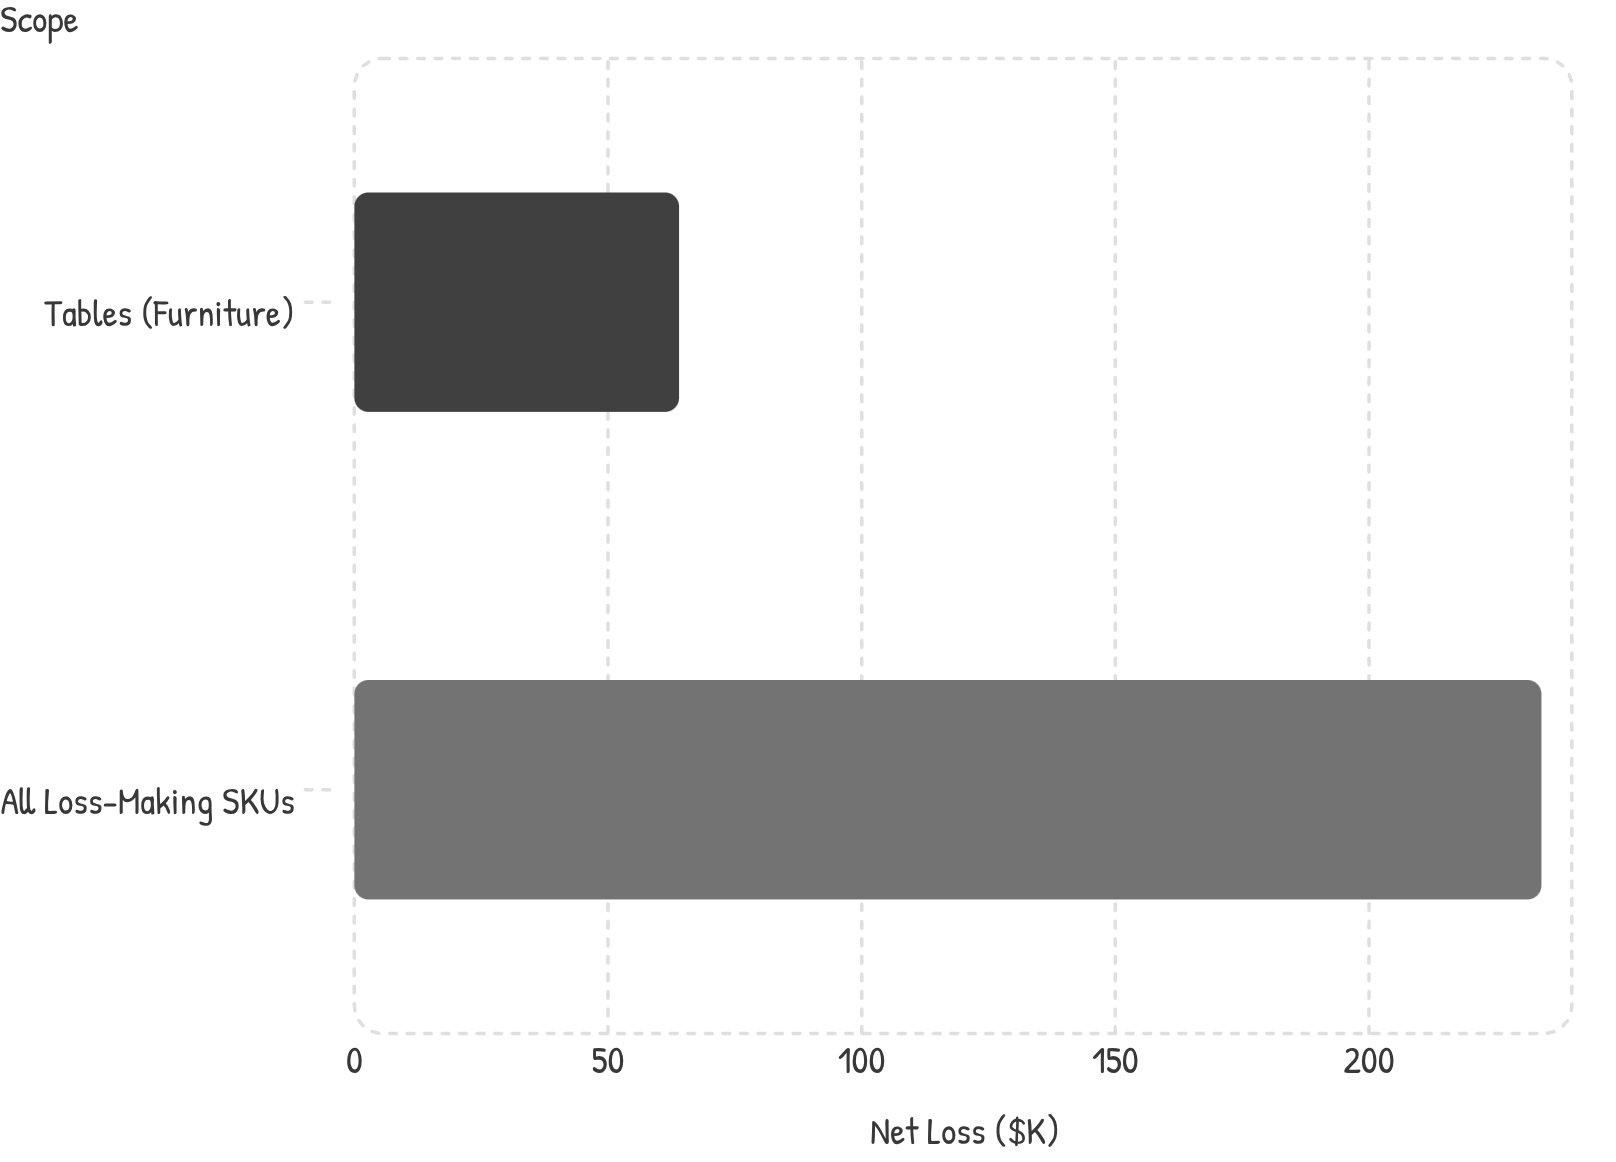 Scope
Tables (Furniture)
All Loss-Making SKUs
0 50 100 150 200
Net Loss ($K)